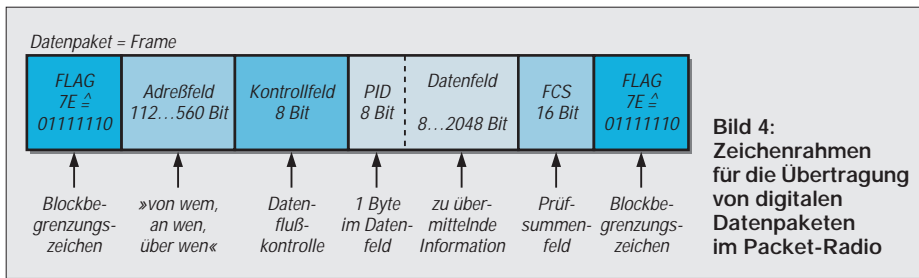 Datenpaket = Frame
FLAG
7E ≙
01111110
Adreßfeld
112...560 Bit
Kontrollfeld
8 Bit
PID
8 Bit
Datenfeld
8...2048 Bit
FCS
16 Bit
FLAG
7E ≙
01111110
Blockbe-
grenzungs-
zeichen
»von wem,
an wen,
über wen«
Daten-
fluß-
kontrolle
1 Byte
im Daten-
feld
zu über-
mittelnde
Information
Prüf-
summen-
feld
Blockbe-
grenzungs-
zeichen
Bild 4:
Zeichenrahmen
für die Übertragung
von digitalen
Datenpaketen
im Packet-Radio